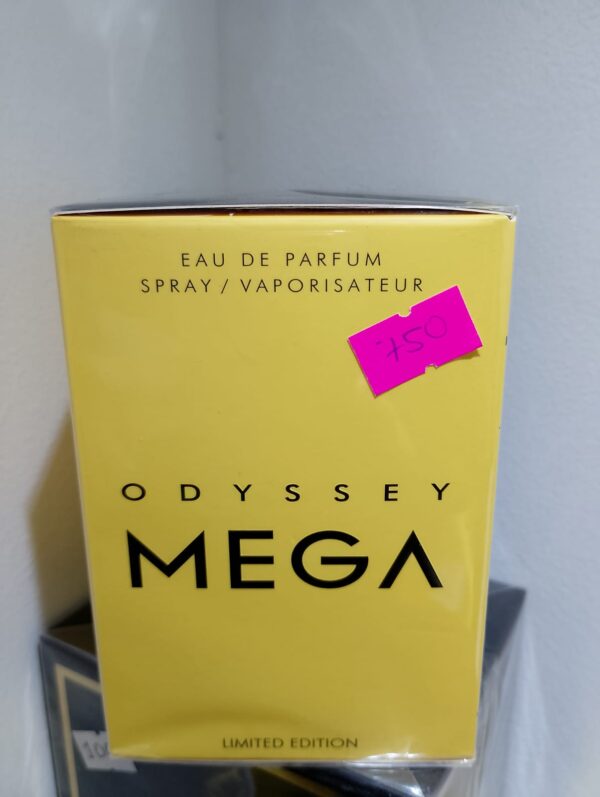 EAU DE PARFUM
SPRAY / VAPORISATEUR
750
ODYSSEY
MEGA
LIMITED EDITION